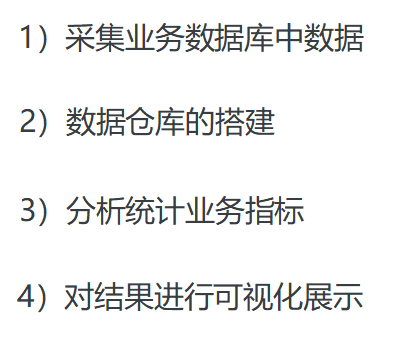 1）采集业务数据库中数据
2）数据仓库的搭建
3）分析统计业务指标
4）对结果进行可视化展示